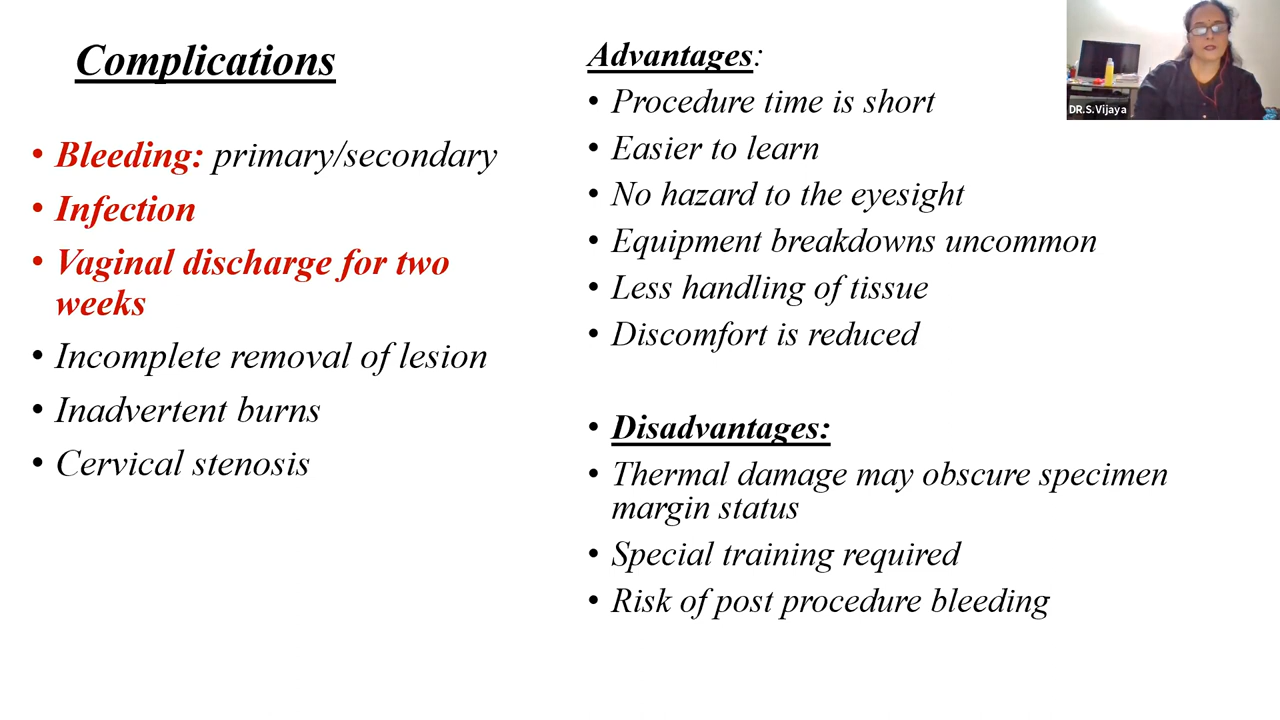 Complications
• Bleeding: primary/secondary
• Infection
• Vaginal discharge for two
weeks
• Incomplete removal of lesion
• Inadvertent burns
• Cervical stenosis
Advantages:
• Procedure time is short
• Easier to learn
• No hazard to the eyesight
• Equipment breakdowns uncommon
• Less handling of tissue
• Discomfort is reduced
• Disadvantages:
• Thermal damage may obscure specimen
margin status
• Special training required
• Risk of post procedure bleeding
DR.S.Vijaya